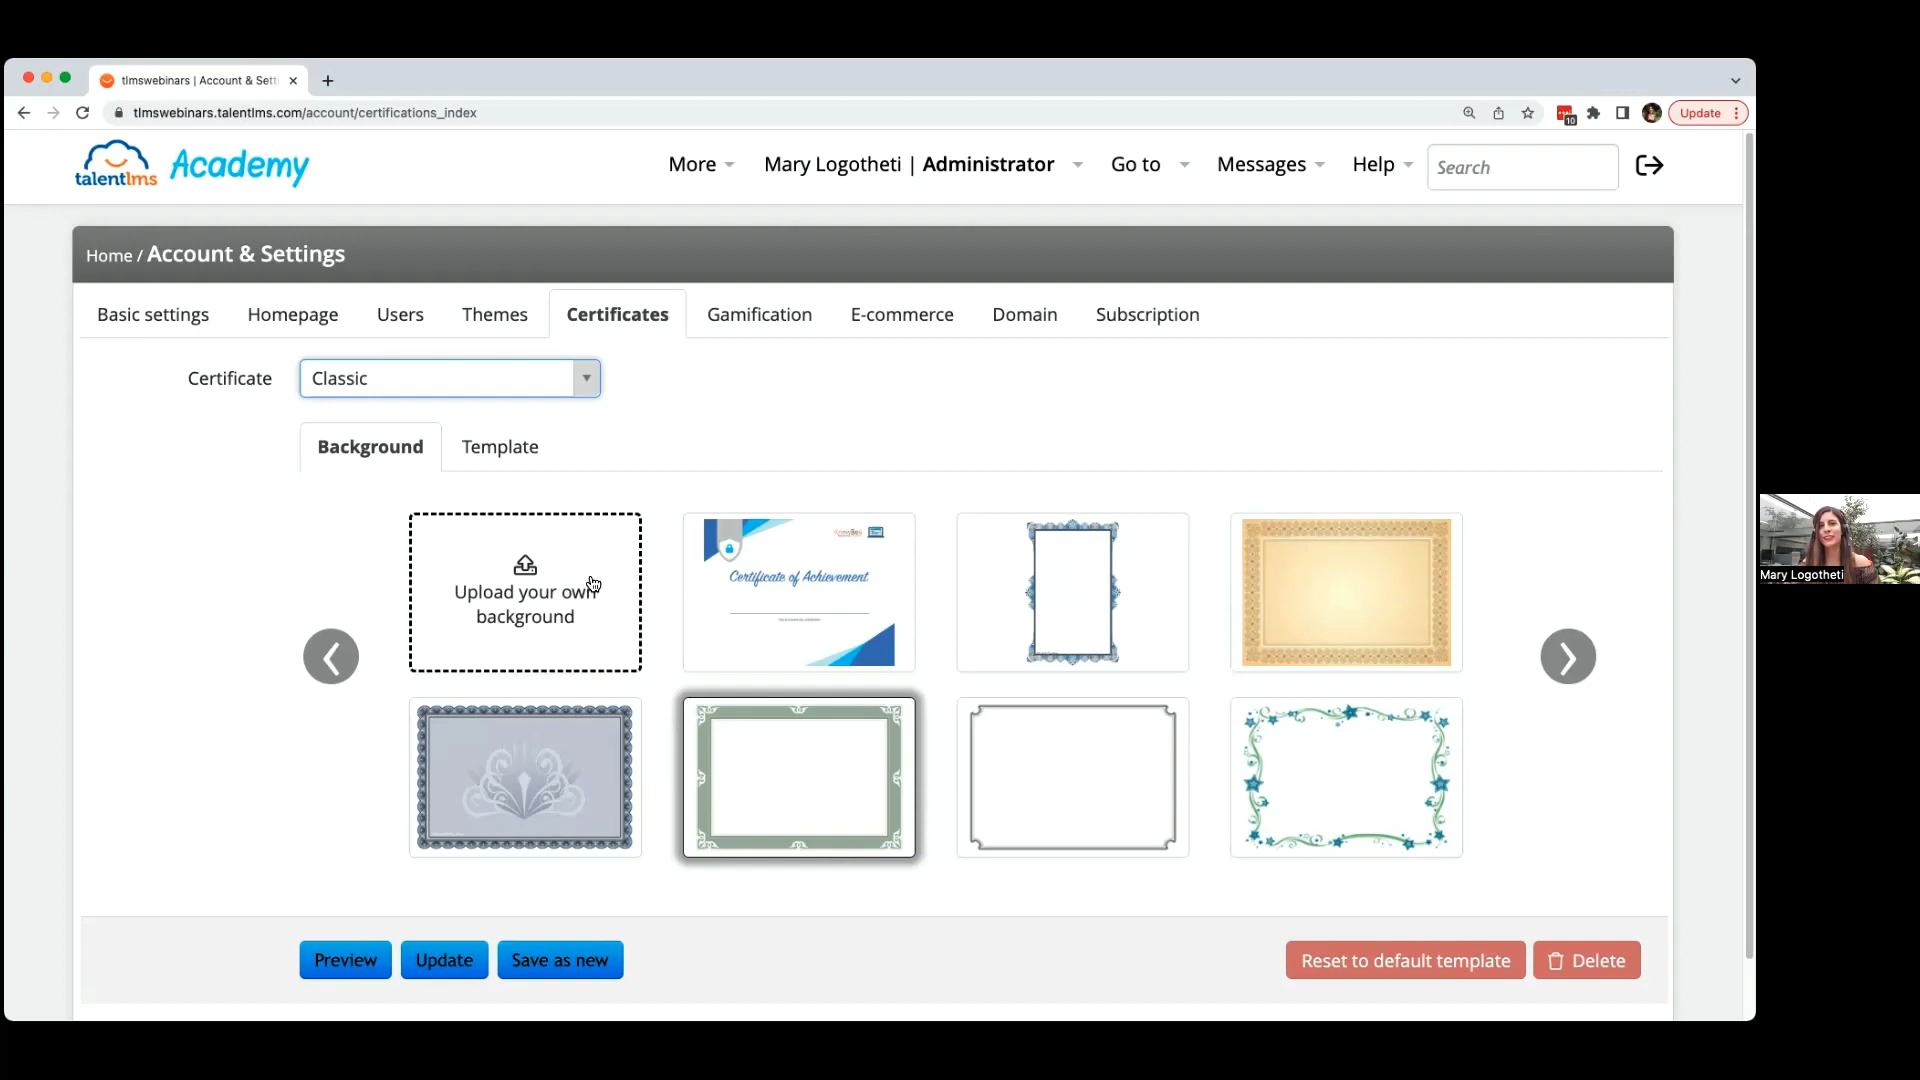 tlmswebinars | Account & Setti
tlmswebinars.talentlms.com/account/certifications_index
10
Update
talentlms Academy
More
Mary Logotheti | Administrator
Go to
Messages
Help
Search
Home / Account & Settings
Basic settings
Homepage
Users
Themes
Certificates
Gamification
E-commerce
Domain
Subscription
Certificate
Classic
Background
Template
Upload your own
background
Certificate of Achievement
Mary Logotheti
Preview
Update
Save as new
Reset to default template
Delete